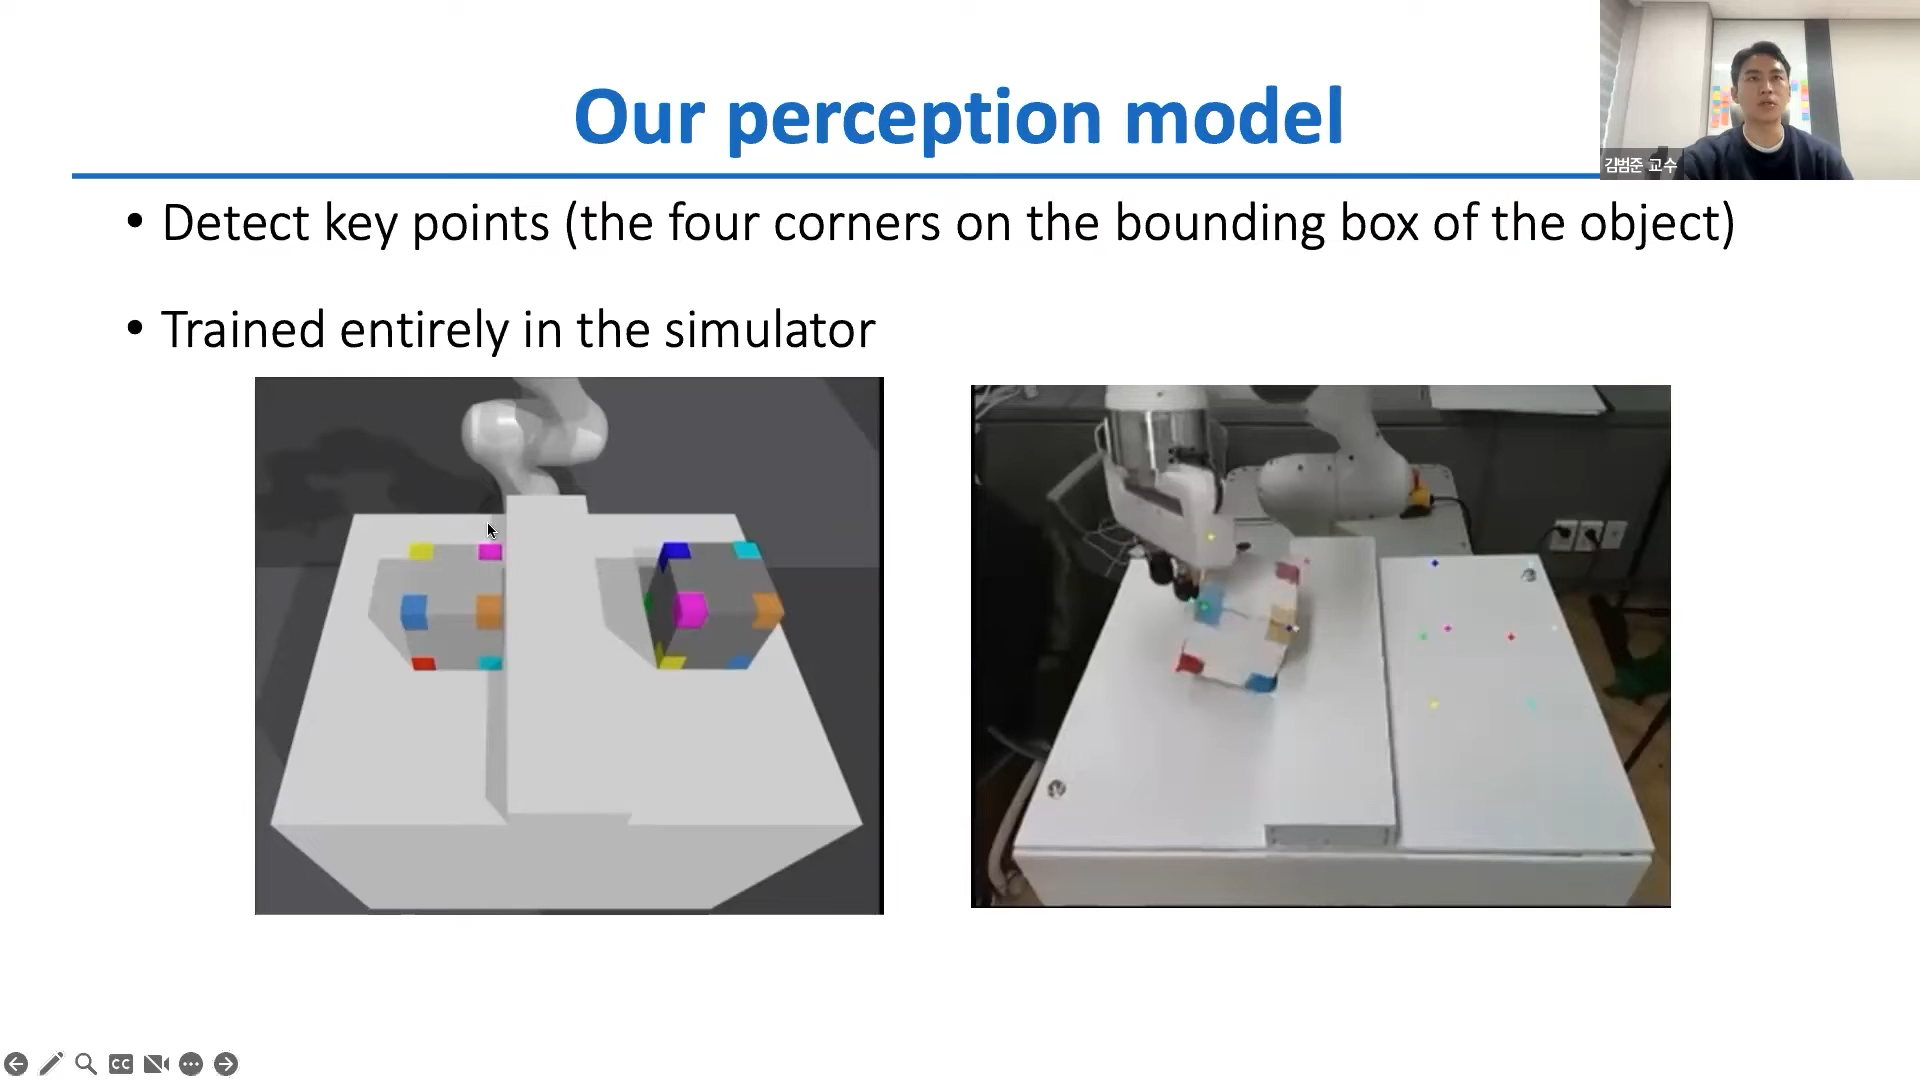 Our perception model
김범준 교수
• Detect key points (the four corners on the bounding box of the object)
• Trained entirely in the simulator
CC